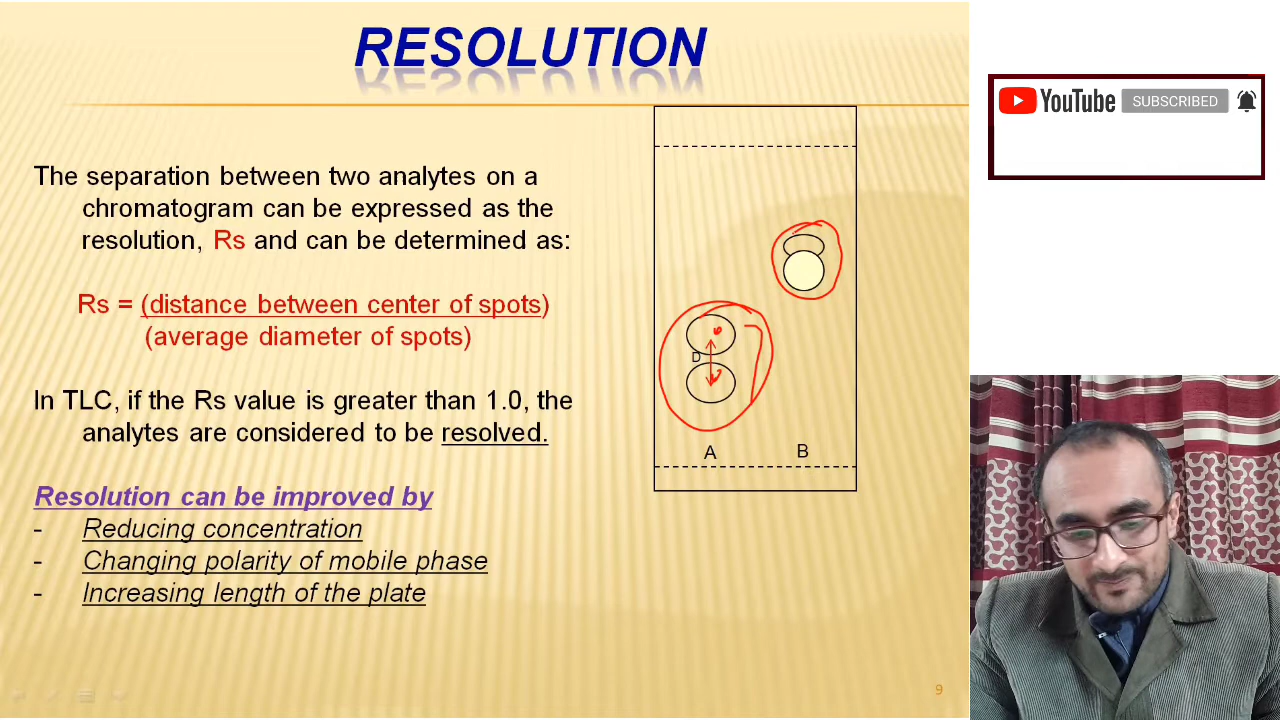 RESOLUTION
The separation between two analytes on a
chromatogram can be expressed as the
resolution, Rs and can be determined as:
Rs = (distance between center of spots)
(average diameter of spots)
In TLC, if the Rs value is greater than 1.0, the
analytes are considered to be resolved.
Resolution can be improved by
- Reducing concentration
- Changing polarity of mobile phase
- Increasing length of the plate
D
A B
9
YouTube SUBSCRIBED